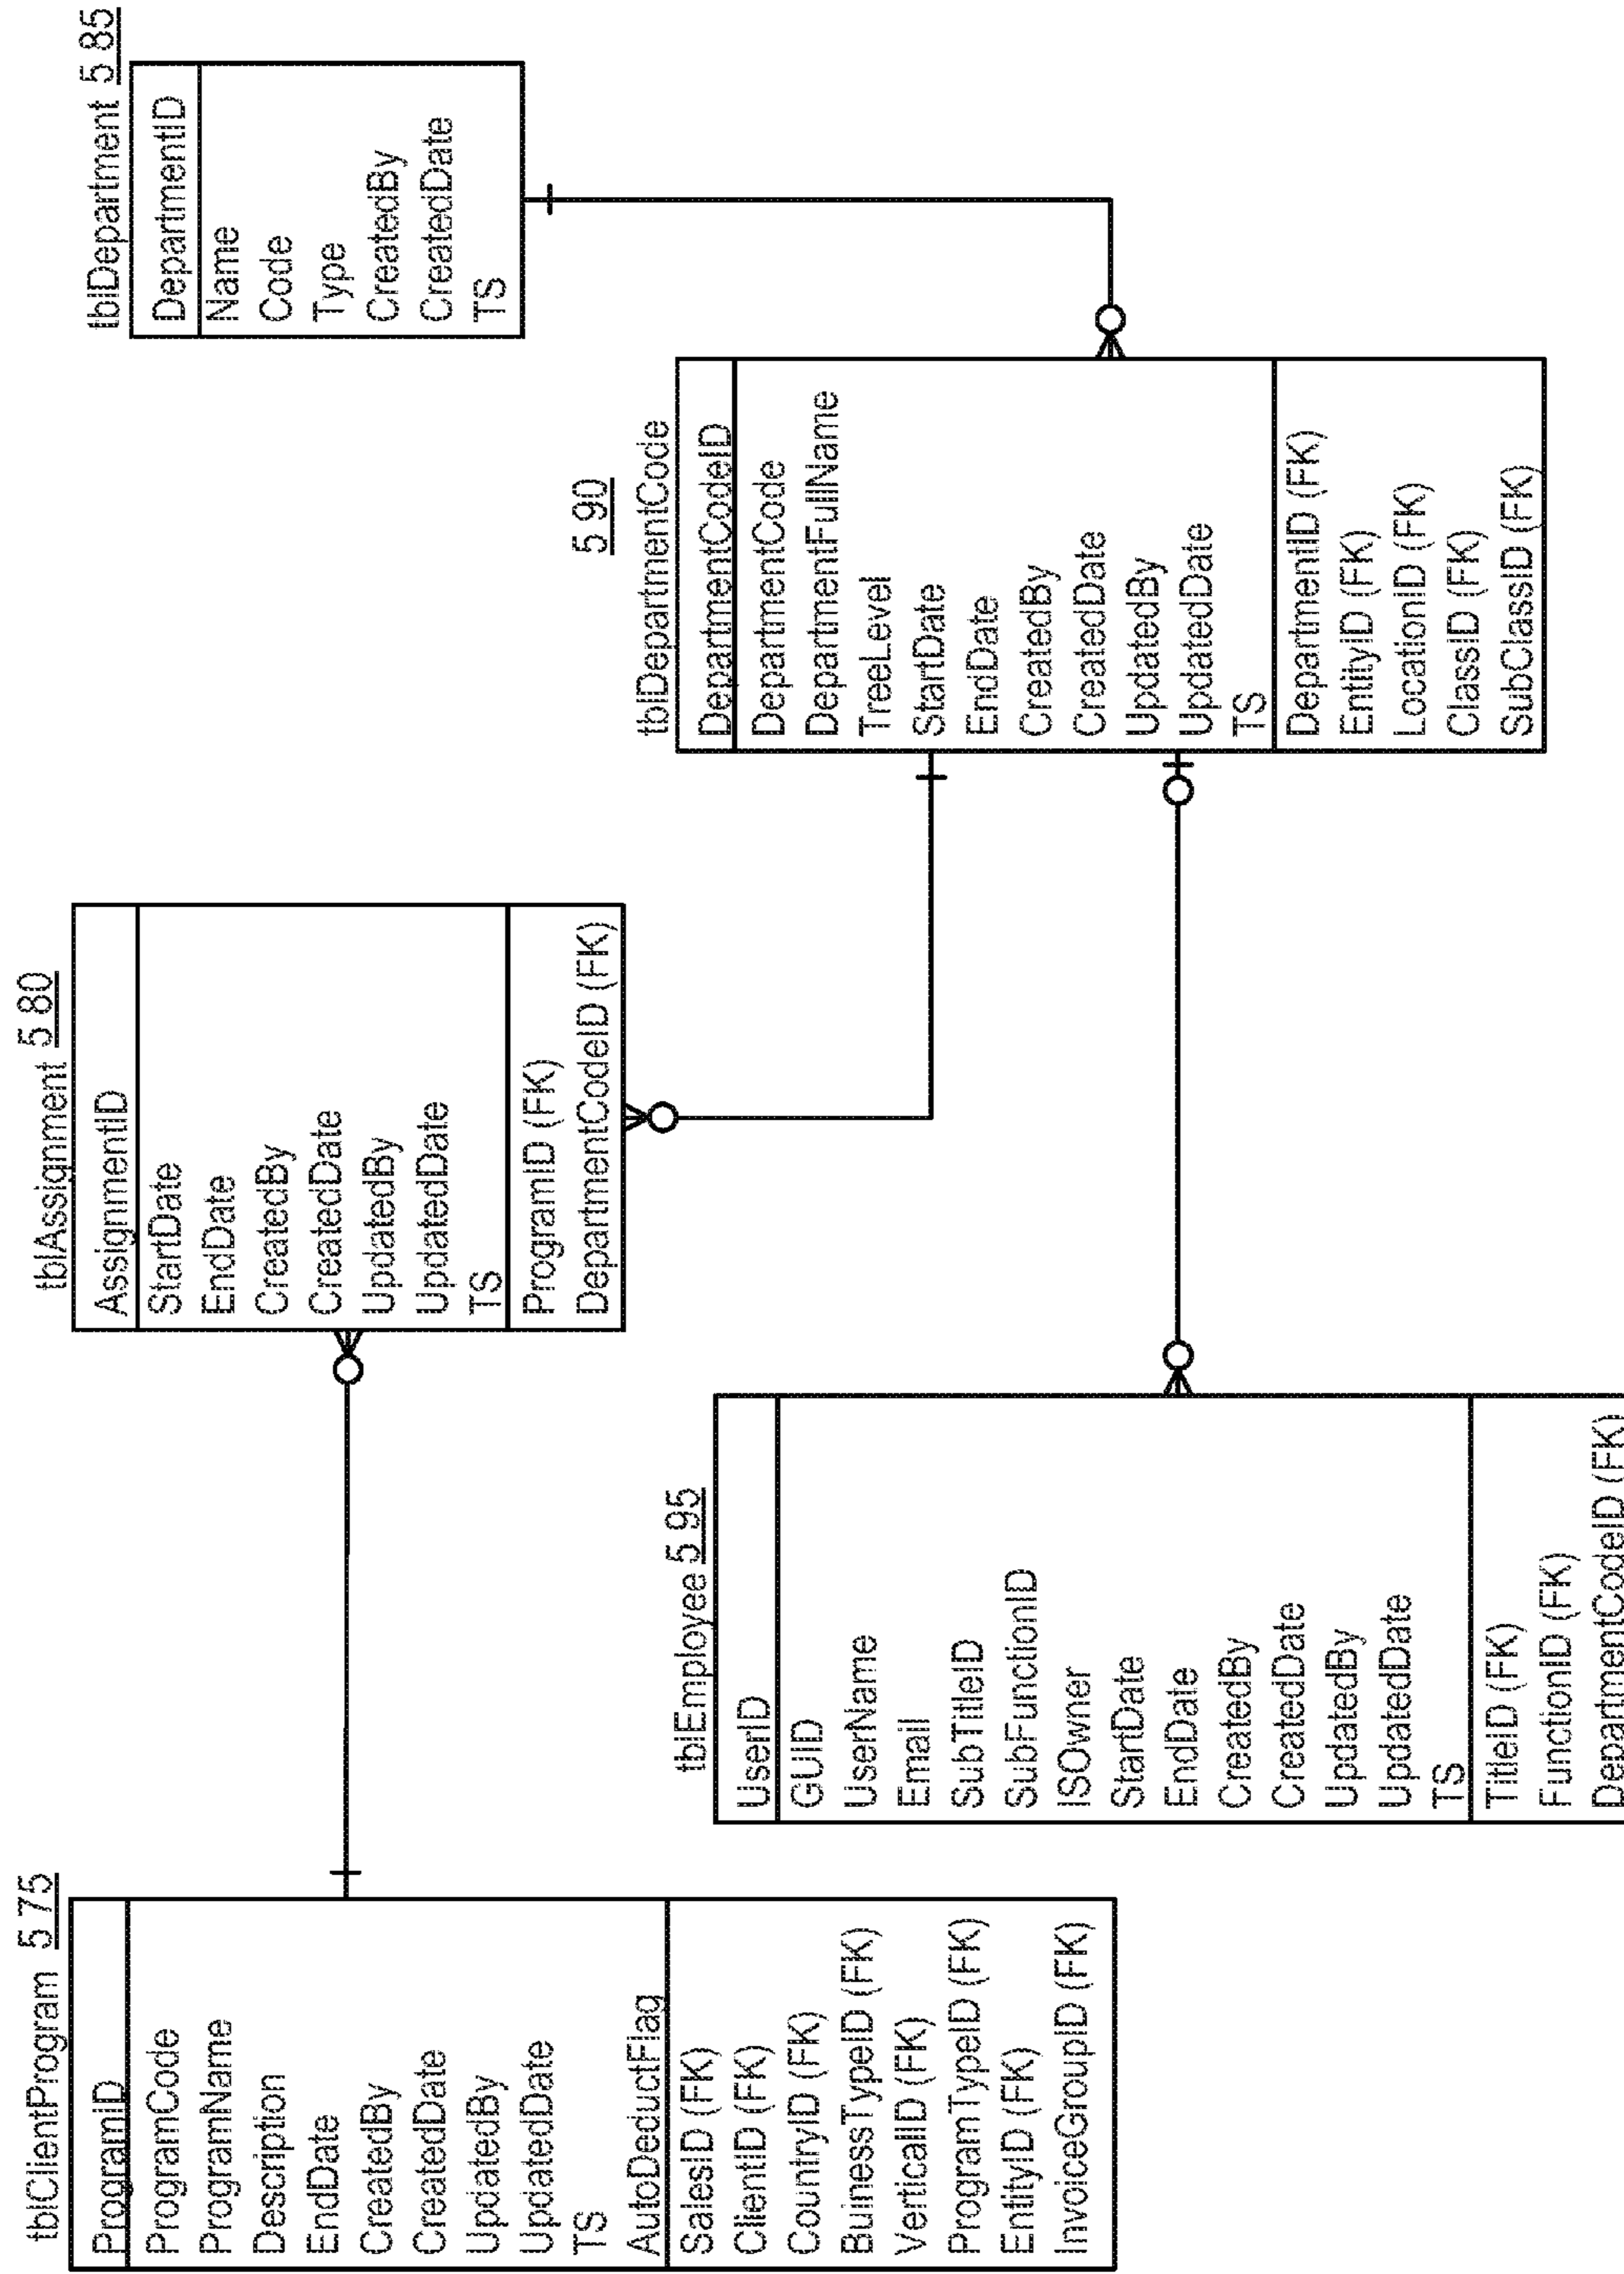 tblClientProgram 5 75
ProgramID
ProgramCode
ProgramName
Description
EndDate
CreatedBy
CreatedDate
UpdatedBy
UpdatedDate
TS
AutoDeductFlag
SalesID (FK)
ClientID (FK)
CountryID (FK)
BuinessTypeID (FK)
VerticalID (FK)
ProgramTypeID (FK)
EntityID (FK)
InvoiceGroupID (FK)
tblAssignment 5 80
AssignmentID
StartDate
EndDate
CreatedBy
CreatedDate
UpdatedBy
UpdatedDate
TS
ProgramID (FK)
DepartmentCodeID (FK)
tblDepartment 5 85
DepartmentID
Name
Code
Type
CreatedBy
CreatedDate
TS
tblEmployee 5 95
UserID
GUID
UserName
Email
SubTitleID
SubFunctionID
ISOwner
StartDate
EndDate
CreatedBy
CreatedDate
UpdatedBy
UpdatedDate
TS
TitleID (FK)
FunctionID (FK)
DepartmentCodeID (FK)
5 90
tblDepartmentCode
DepartmentCodeID
DepartmentCode
DepartmentFullName
TreeLevel
StartDate
EndDate
CreatedBy
CreatedDate
UpdatedBy
UpdatedDate
TS
DepartmentID (FK)
EntityID (FK)
LocationID (FK)
ClassID (FK)
SubClassID (FK)